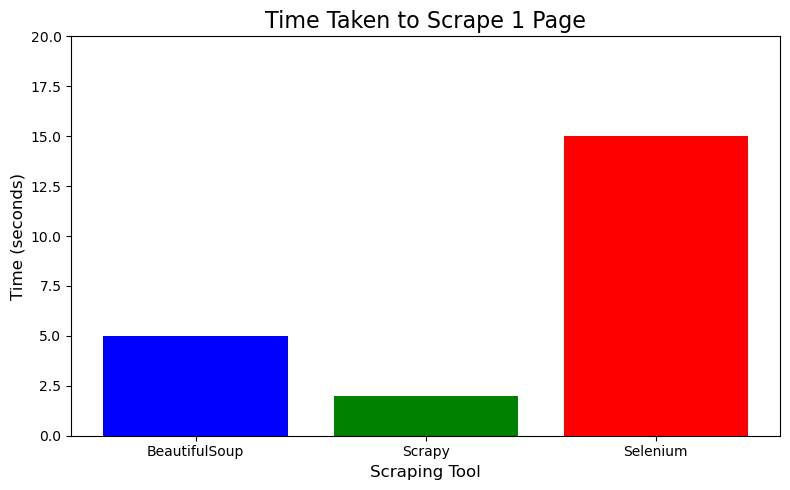 Time Taken to Scrape 1 Page
20.0
17.5
15.0
12.5
10.0
7.5
5.0
2.5
0.0
Time (seconds)
BeautifulSoup Scrapy Selenium
Scraping Tool